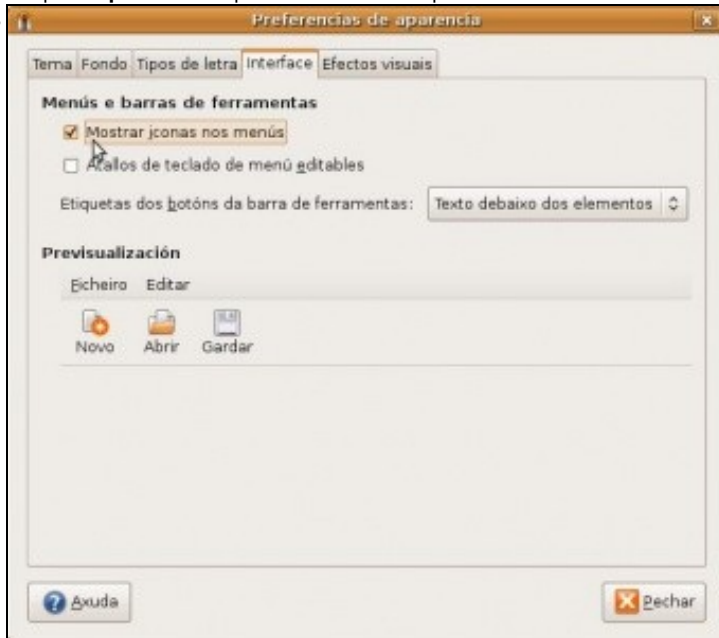 Preferencias de aparencia
Tema Fondo Tipos de letra Interface Efectos visuais
Menús e barras de ferramentas
Mostrar iconas nos menús
Atallos de teclado de menú editables
Etiquetas dos botóns da barra de ferramentas: Texto debaixo dos elementos
Previsualización
Ficheiro Editar
Novo Abrir Gardar
Axuda Pechar